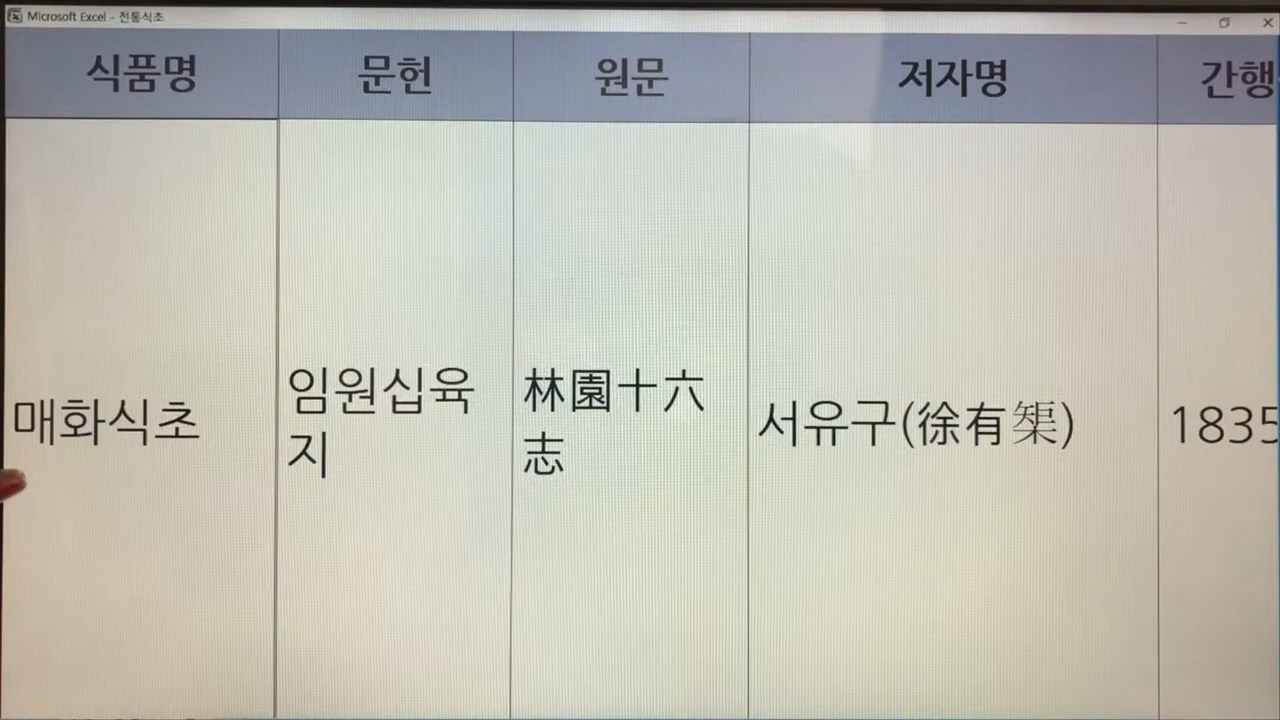 Microsoft Excel - 전통식초
식품명 문헌 원문 저자명 간행
매화식초 임원십육지 林園十六志 서유구(徐有榘) 1835